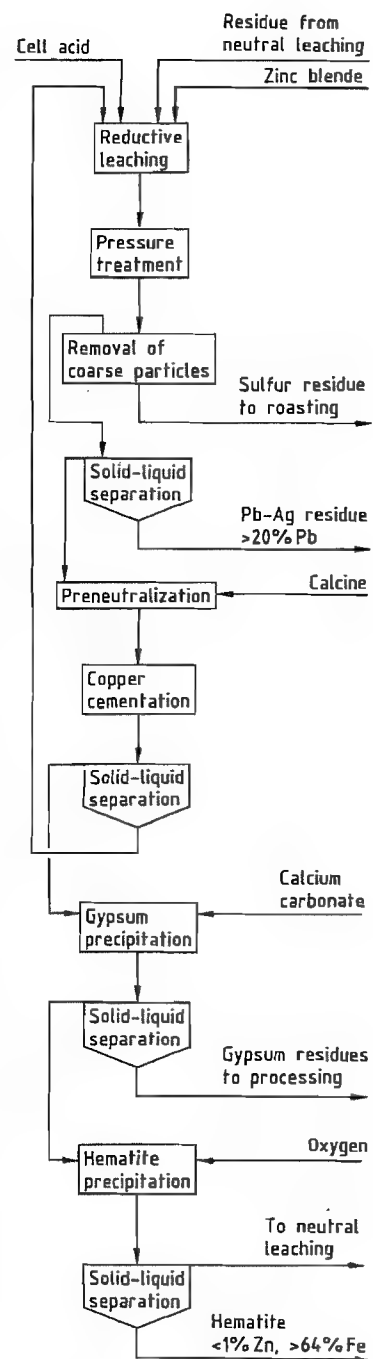 Residue from
neutral leaching
Cell acid
Zinc blende
Reductive
leaching
Pressure
treatment
Removal of
coarse particles
Sulfur residue
to roasting
Solid-liquid
separation
Pb-Ag residue
>20% Pb
Calcine
Preneutralization
Copper
cementation
Solid-liquid
separation
Calcium
carbonate
Gypsum
precipitation
Solid-liquid
separation
Gypsum residues
to processing
Oxygen
Hematite
precipitation
To neutral
leaching
Solid-liquid
separation
Hematite
<1% Zn, >64% Fe